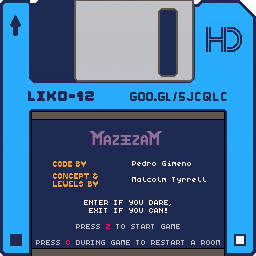 HD
LIKO-12 GOO.GL/5JCQLC
MAZEZAM
CODE BY Pedro Gimeno
CONCEPT &
LEVELS BY Malcolm Tyrrell
ENTER IF YOU DARE,
EXIT IF YOU CAN!
PRESS Z TO START GAME
PRESS C DURING GAME TO RESTART A ROOM